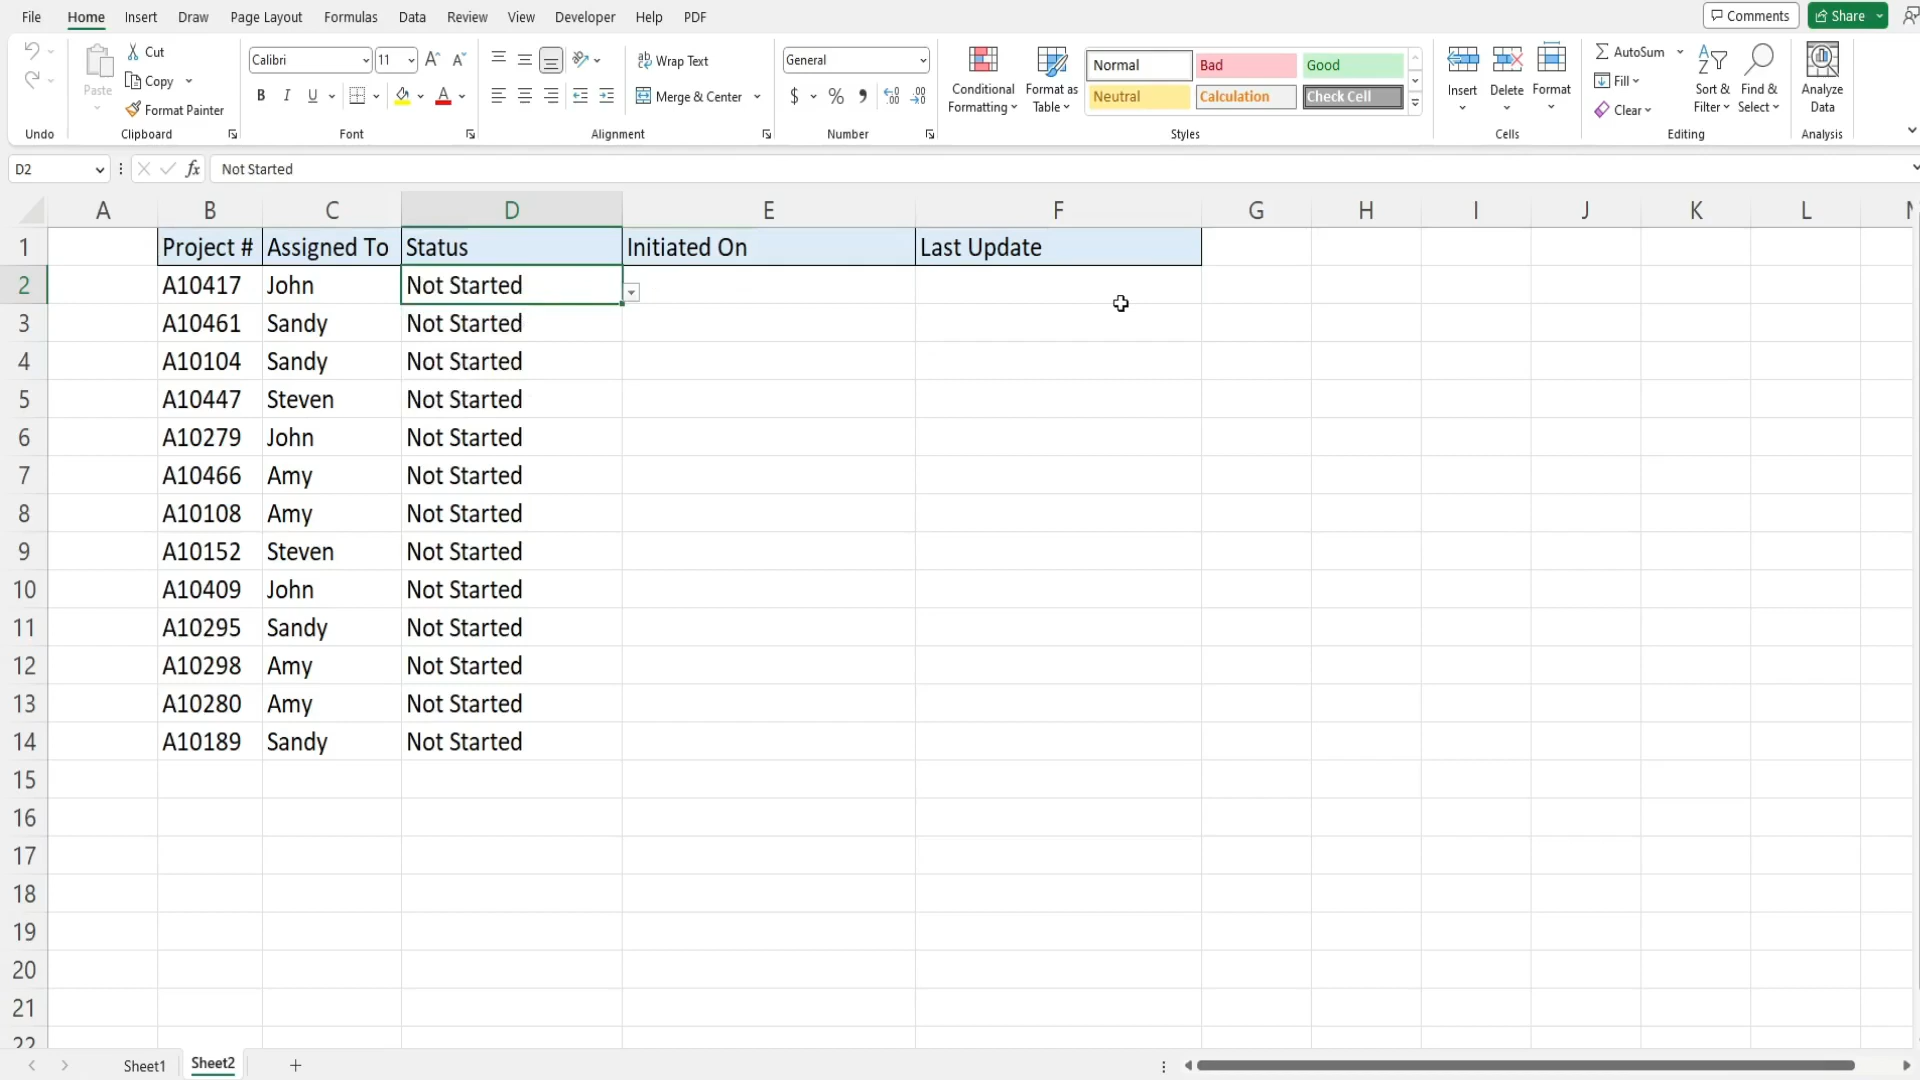 File Home Insert Draw Page Layout Formulas Data Review View Developer Help PDF Comments Share
Paste Cut Copy Format Painter
Calibri 11 A A B I U A
Wrap Text Merge & Center
General $ % 9
Conditional Formatting Format as Table
Normal Bad Good
Neutral Calculation Check Cell
Insert Delete Format
AutoSum Fill Clear Sort & Filter Find & Select
Analyze Data
Undo Clipboard Font Alignment Number Styles Cells Editing Analysis
D2 fx Not Started
A B C D E F G H I J K L
1 Project # Assigned To Status Initiated On Last Update
2 A10417 John Not Started
3 A10461 Sandy Not Started
4 A10104 Sandy Not Started
5 A10447 Steven Not Started
6 A10279 John Not Started
7 A10466 Amy Not Started
8 A10108 Amy Not Started
9 A10152 Steven Not Started
10 A10409 John Not Started
11 A10295 Sandy Not Started
12 A10298 Amy Not Started
13 A10280 Amy Not Started
14 A10189 Sandy Not Started
15
16
17
18
19
20
21
22
Sheet1 Sheet2 +